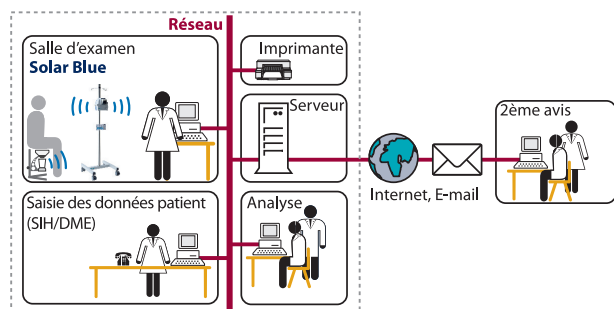 Réseau
Salle d'examen
Solar Blue
Imprimante
Serveur
2ème avis
Internet, E-mail
Saisie des données patient
(SIH/DME)
Analyse